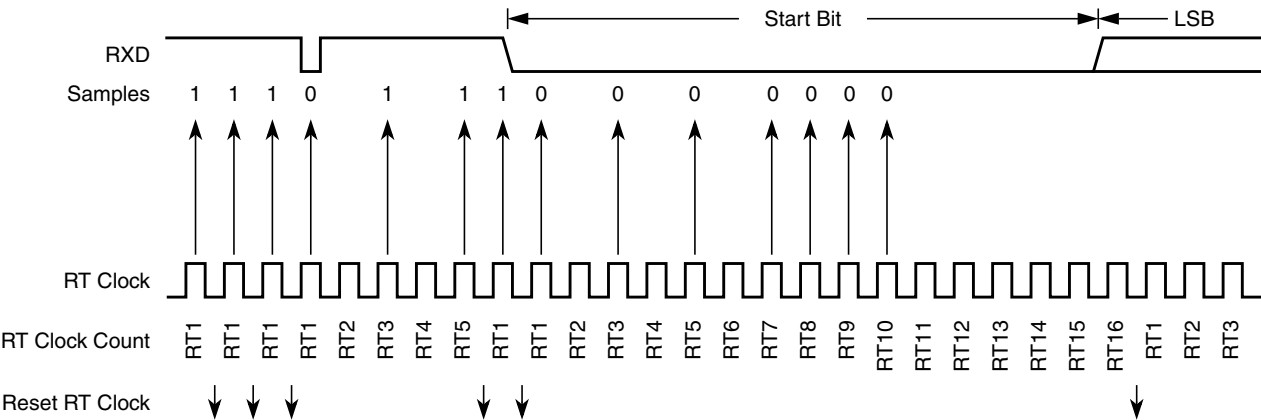 Start Bit LSB
RXD
Samples 1 1 1 0 1 1 1 0 0 0 0 0 0 0
RT Clock
RT Clock Count RT1 RT1 RT1 RT1 RT2 RT3 RT4 RT5 RT1 RT1 RT2 RT3 RT4 RT5 RT6 RT7 RT8 RT9 RT10 RT11 RT12 RT13 RT14 RT15 RT16 RT1 RT2 RT3
Reset RT Clock